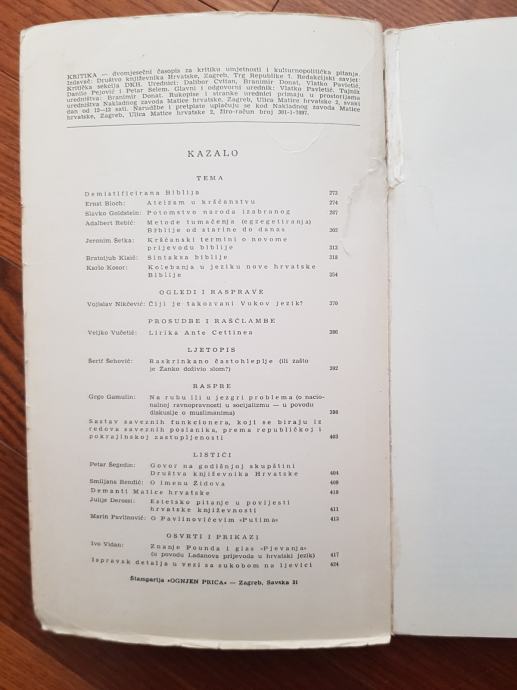 KRITIKA — dvomjesečni časopis za kritiku umjetnosti i kulturnopolitička pitanja.
Izdavač: Društvo književnika Hrvatske, Zagreb, Trg Republike 7. Redakcijski savjet:
Kritička sekcija DKH. Urednici: Dalibor Cvitan, Branimir Donat, Vlatko Pavletić,
Danilo Pejović i Petar Selem. Glavni i odgovorni urednik: Vlatko Pavletić. Tajnik
uredništva: Branimir Donat. Rukopise i stranke urednici primaju u prostorijama
uredništva Nakladnog zavoda Matice hrvatske, Zagreb, Ulica Matice hrvatske 2, svaki
dan od 12—13 sati. Narudžbe i pretplate uplaćuju se kod Nakladnog zavoda Matice
hrvatske, Zagreb, Ulica Matice hrvatske 2, žiro-račun broj 301-1-7897.
KAZALO
TEMA
Demistificirana Biblija 273
Ernst Bloch: Ateizam u kršćanstvu 274
Slavko Goldstein: Potomstvo naroda izabranog 287
Adalbert Rebić: Metode tumačenja (egzegetiranja)
Biblije od starine do danas 302
Jeronim Šetka: Kršćanski termini o novome
prijevodu biblije 313
Bratoljub Klaić: Sintaksa biblije 318
Karlo Kosor: Kolebanja u jeziku nove hrvatske
Biblije 354
OGLEDI I RASPRAVE
Vojislav Nikčević: Čiji je takozvani Vukov jezik? 370
PROSUDBE I RAŠČLAMBE
Veljko Vučetić: Lirika Ante Cettinea 386
LJETOPIS
Šerif Šehović: Raskrinkano častohleplje (ili zašto
je Žanko doživio slom?) 392
RASPRE
Grgo Gamulin: Na rubu ili u jezgri problema (o nacio-
nalnoj ravnopravnosti u socijalizmu — u povodu
diskusije o muslimanima) 398
Sastav saveznih funkcionera, koji se biraju iz
redova saveznih poslanika, prema republičkoj i
pokrajinskoj zastupljenosti 403
LISTIĆI
Petar Šegedin: Govor na godišnjoj skupštini
Društva književnika Hrvatske 404
Smiljana Rendić: O imenu Židova 409
Demanti Matice hrvatske 410
Julije Derossi: Estetsko pitanje u povijesti
hrvatske književnosti 411
Marin Pavlinović: O Pavlinovićevim »Putima« 413
OSVRTI I PRIKAZI
Ivo Vidan: Znanje Pounda i glas »Pjevanja«
(u povodu Ladanova prijevoda u hrvatski jezik) 417
Ispravak detalja u vezi sa sukobom na ljevici 424
Štamparija »OGNJEN PRICA« — Zagreb, Savska 31